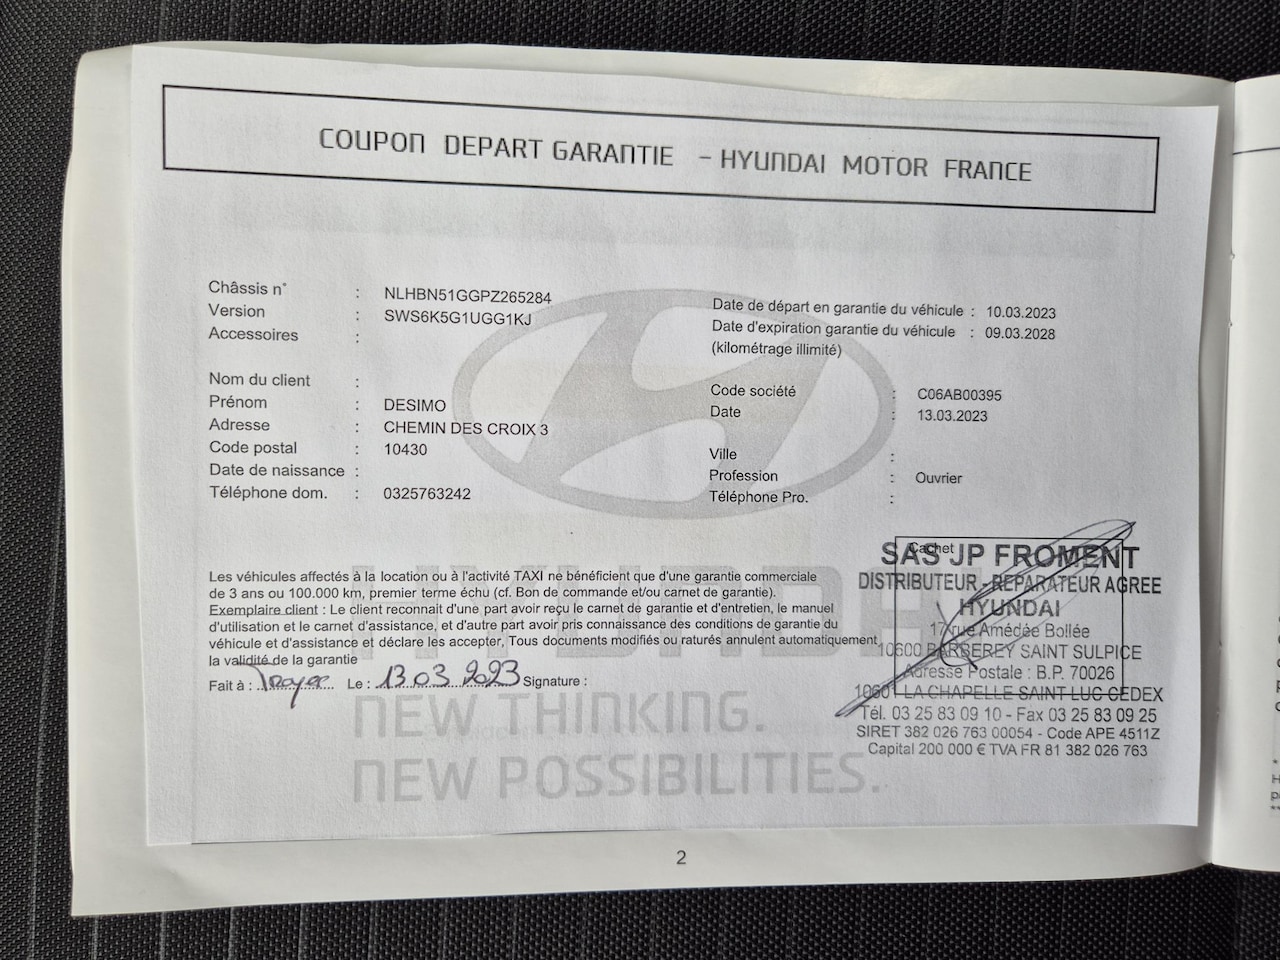 COUPON DEPART GARANTIE - HYUNDAI MOTOR FRANCE
Châssis n° : NLHBN51GGPZ265284
Version : SWS6K5G1UGG1KJ
Accessoires :
Date de départ en garantie du véhicule : 10.03.2023
Date d'expiration garantie du véhicule : 09.03.2028
(kilométrage illimité)
Nom du client :
Prénom : DESIMO
Adresse : CHEMIN DES CROIX 3
Code postal : 10430
Date de naissance :
Téléphone dom. : 0325763242
Code société : C06AB00395
Date : 13.03.2023
Ville :
Profession : Ouvrier
Téléphone Pro. :
Les véhicules affectés à la location ou à l'activité TAXI ne bénéficient que d'une garantie commerciale
de 3 ans ou 100.000 km, premier terme échu (cf. Bon de commande et/ou carnet de garantie).
Exemplaire client : Le client reconnait d'une part avoir reçu le carnet de garantie et d'entretien, le manuel
d'utilisation et le carnet d'assistance, et d'autre part avoir pris connaissance des conditions de garantie du
véhicule et d'assistance et déclare les accepter, Tous documents modifiés ou raturés annulent automatiquement
la validité de la garantie
Fait à : Troyes Le : 13.03.2023 Signature :
Cachet
SAS JP FROMENT
DISTRIBUTEUR - REPARATEUR AGREE
HYUNDAI
17 rue Amédée Bollée
10600 BARBEREY SAINT SULPICE
Adresse Postale : B.P. 70026
10601 LA CHAPELLE SAINT LUC CEDEX
Tél. 03 25 83 09 10 - Fax 03 25 83 09 25
SIRET 382 026 763 00054 - Code APE 4511Z
Capital 200 000 € TVA FR 81 382 026 763
HYUNDAI
NEW THINKING.
NEW POSSIBILITIES.
2